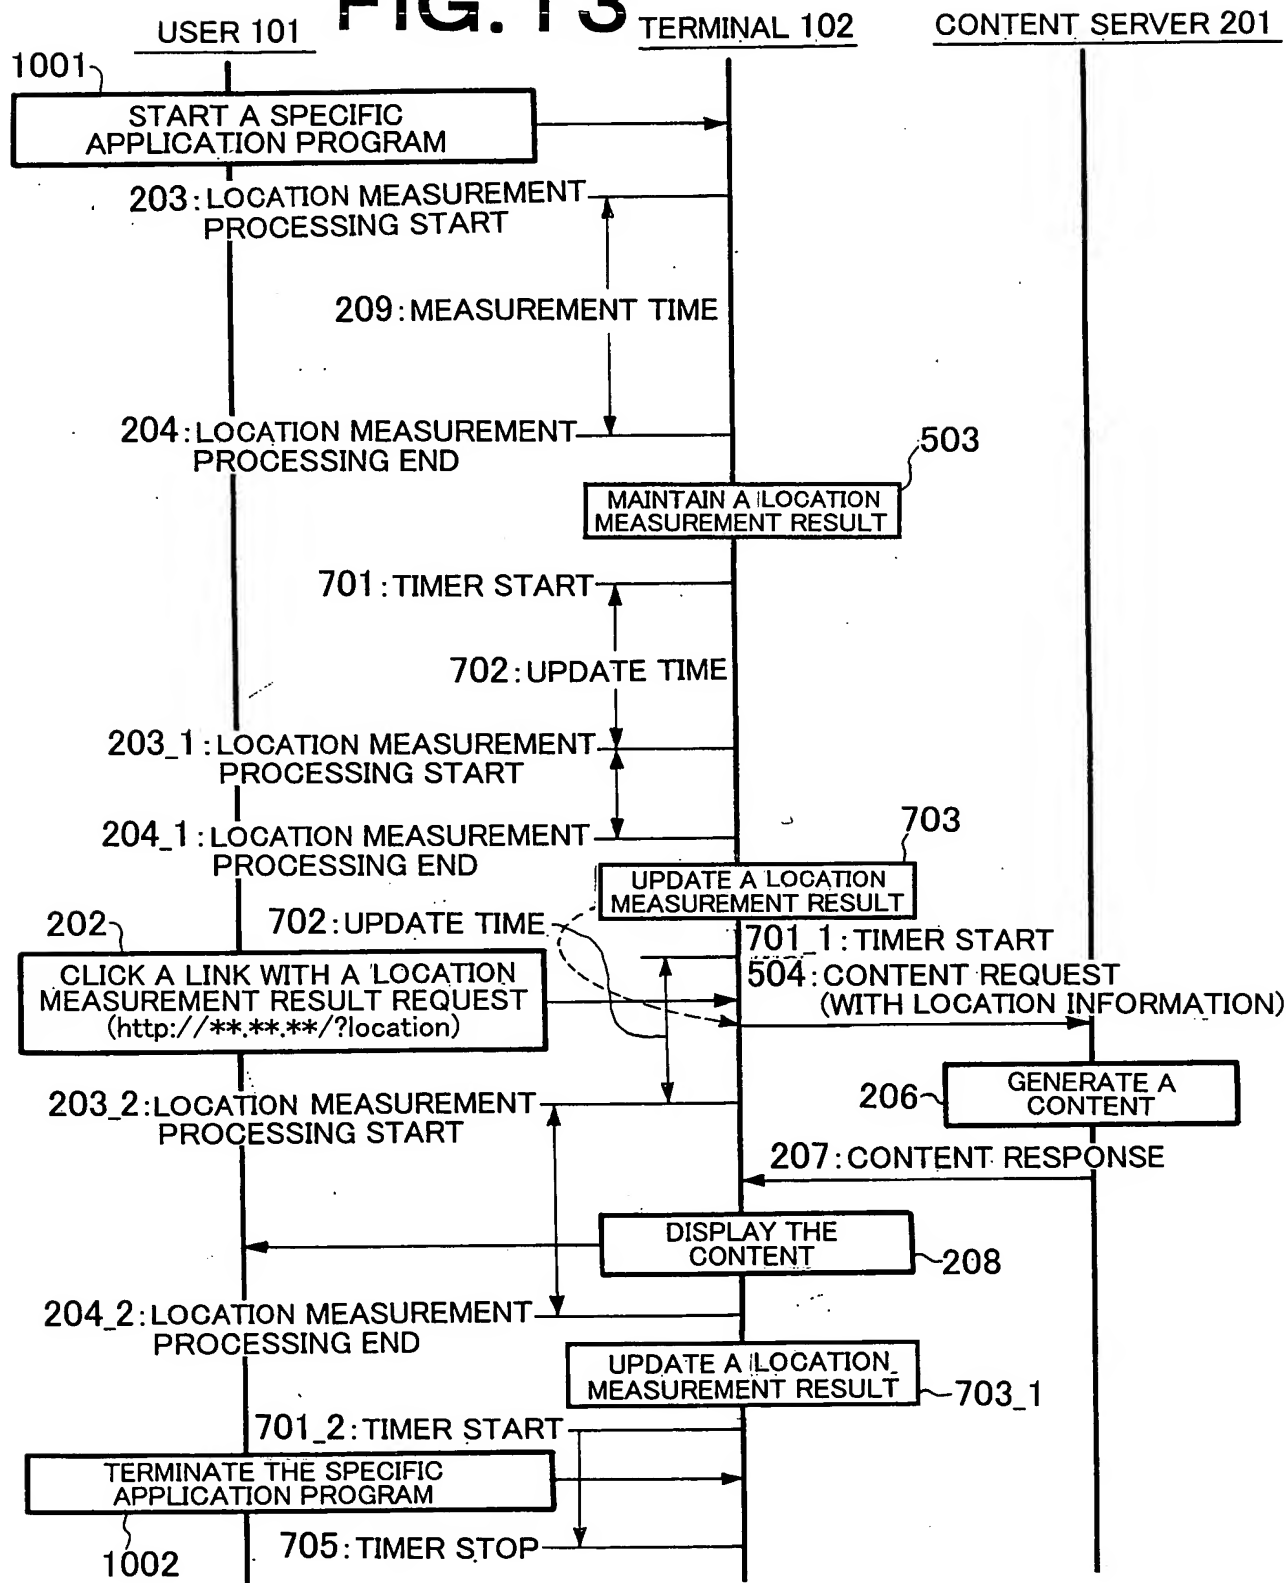 FIG. 13
USER 101
TERMINAL 102
CONTENT SERVER 201
1001
START A SPECIFIC
APPLICATION PROGRAM
203:LOCATION MEASUREMENT
PROCESSING START
209:MEASUREMENT TIME
204:LOCATION MEASUREMENT
PROCESSING END
503
MAINTAIN A LOCATION
MEASUREMENT RESULT
701:TIMER START
702:UPDATE TIME
203_1:LOCATION MEASUREMENT
PROCESSING START
204_1:LOCATION MEASUREMENT
PROCESSING END
703
UPDATE A LOCATION
MEASUREMENT RESULT
702:UPDATE TIME
202
701_1:TIMER START
CLICK A LINK WITH A LOCATION
MEASUREMENT RESULT REQUEST
(http://**.**.**/?location)
504:CONTENT REQUEST
(WITH LOCATION INFORMATION)
206
GENERATE A
CONTENT
203_2:LOCATION MEASUREMENT
PROCESSING START
207:CONTENT RESPONSE
DISPLAY THE
CONTENT
208
204_2:LOCATION MEASUREMENT
PROCESSING END
UPDATE A LOCATION
MEASUREMENT RESULT
703_1
701_2:TIMER START
TERMINATE THE SPECIFIC
APPLICATION PROGRAM
1002
705:TIMER STOP